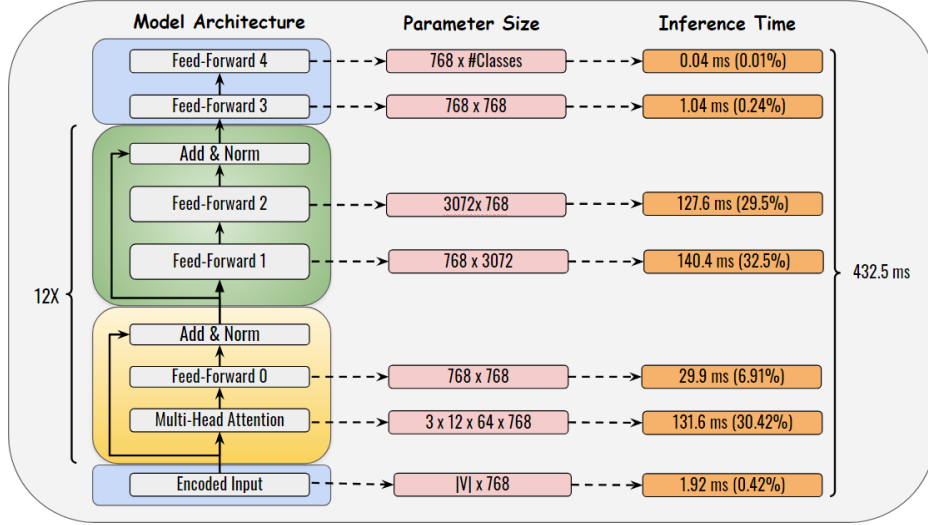 Model Architecture Parameter Size Inference Time
Feed-Forward 4 768 x #Classes 0.04 ms (0.01%)
Feed-Forward 3 768 x 768 1.04 ms (0.24%)
Add & Norm
Feed-Forward 2 3072x 768 127.6 ms (29.5%)
Feed-Forward 1 768 x 3072 140.4 ms (32.5%)
432.5 ms
12X
Add & Norm
Feed-Forward 0 768 x 768 29.9 ms (6.91%)
Multi-Head Attention 3 x 12 x 64 x 768 131.6 ms (30.42%)
Encoded Input |V| x 768 1.92 ms (0.42%)